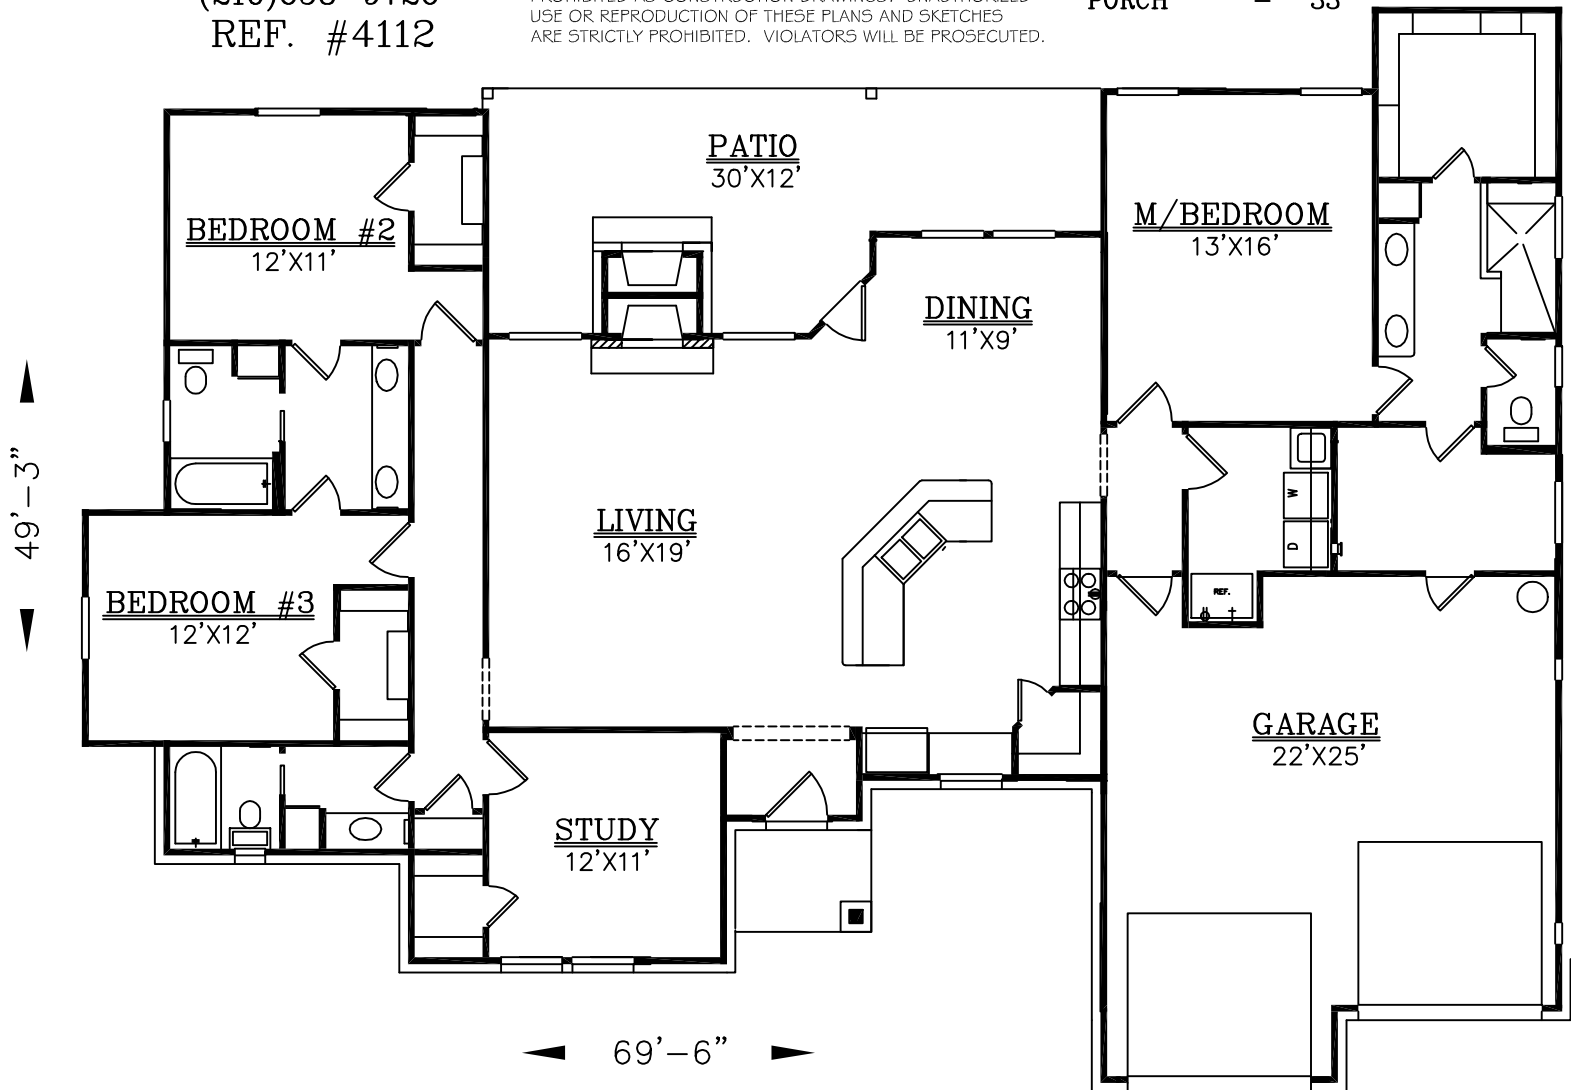 REF. #4112
USE OR REPRODUCTION OF THESE PLANS AND SKETCHES
ARE STRICTLY PROHIBITED. VIOLATORS WILL BE PROSECUTED.
PORCH - 33
PATIO
30'X12'
BEDROOM #2
12'X11'
M/BEDROOM
13'X16'
DINING
11'X9'
49'-3"
LIVING
16'X19'
W
D
REF.
BEDROOM #3
12'X12'
GARAGE
22'X25'
STUDY
12'X11'
69'-6"